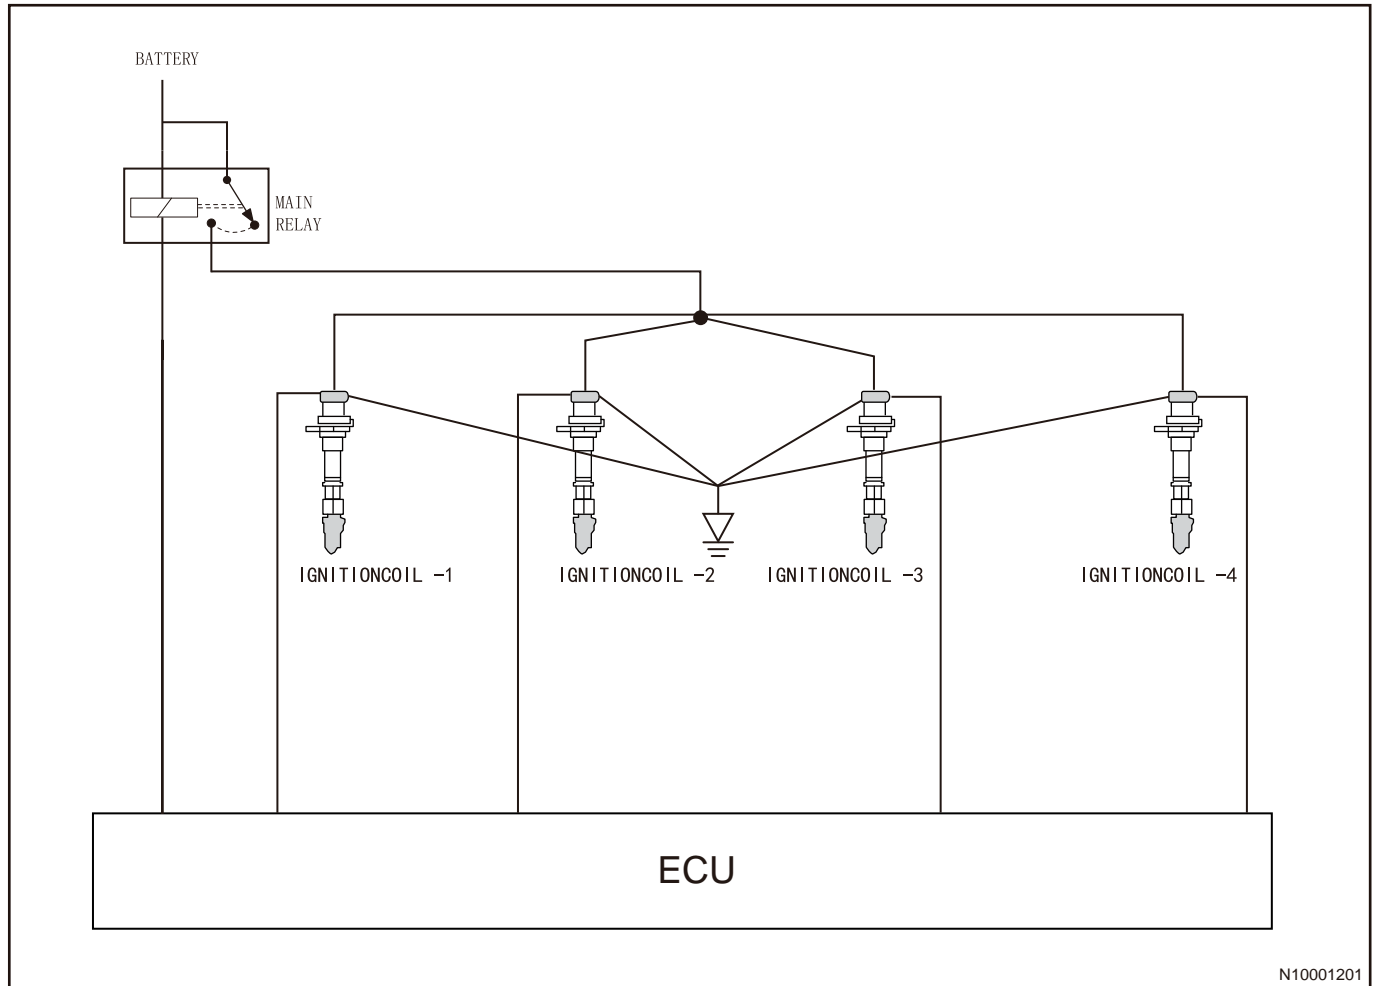 BATTERY
MAIN
RELAY
IGNITIONCOIL -1
IGNITIONCOIL -2
IGNITIONCOIL -3
IGNITIONCOIL -4
ECU
N10001201